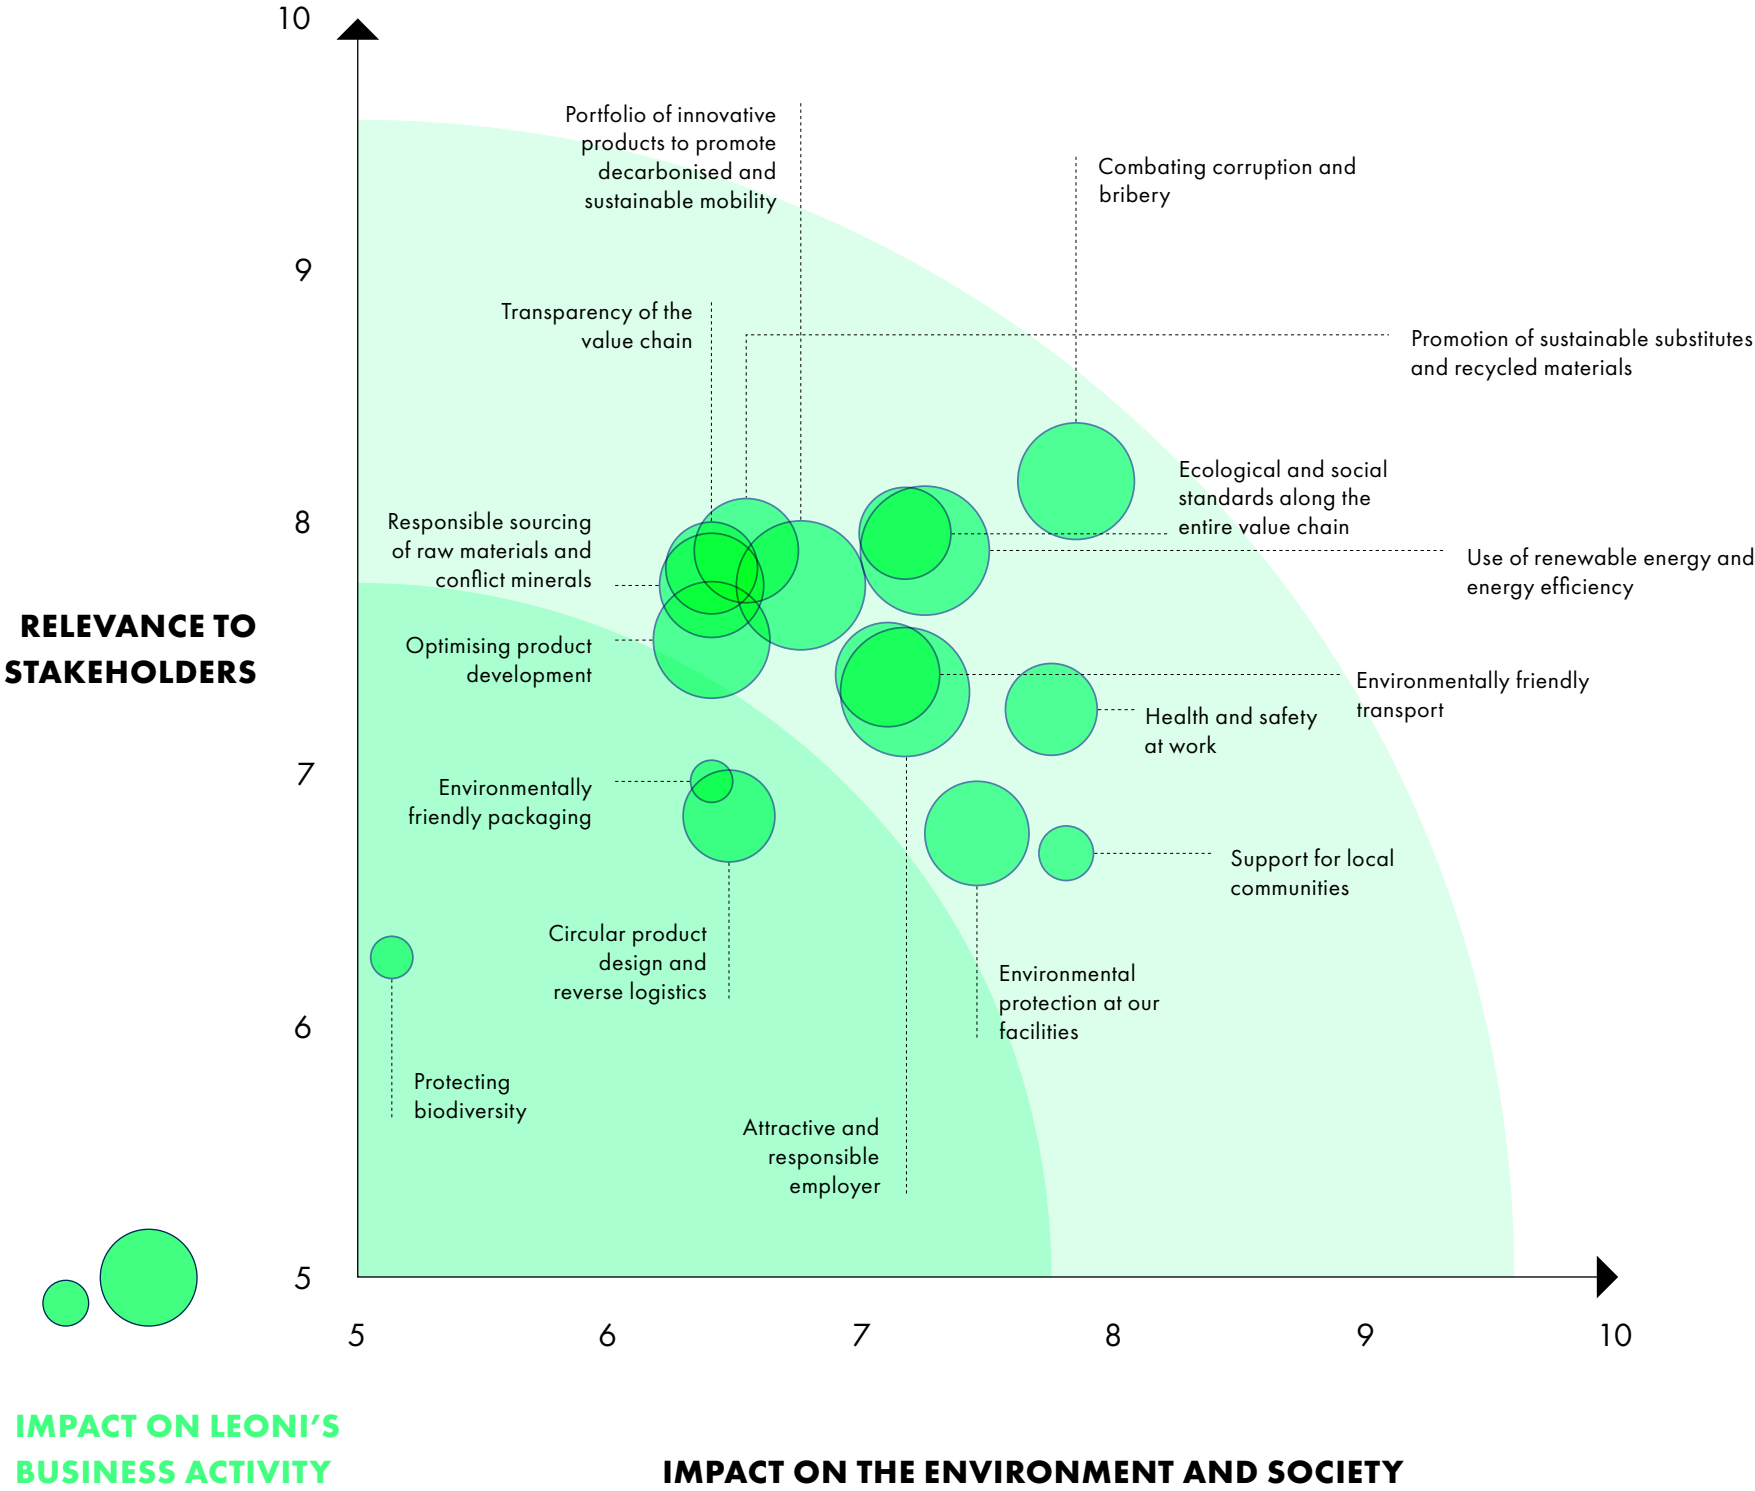 10
Portfolio of innovative
products to promote
decarbonised and
sustainable mobility
Combating corruption and
bribery
9
Transparency of the
value chain
Promotion of sustainable substitutes
and recycled materials
8
Responsible sourcing
of raw materials and
conflict minerals
Ecological and social
standards along the
entire value chain
Use of renewable energy and
energy efficiency
RELEVANCE TO
STAKEHOLDERS
Optimising product
development
Environmentally friendly
transport
Health and safety
at work
7
Environmentally
friendly packaging
Support for local
communities
Circular product
design and
reverse logistics
Environmental
protection at our
facilities
6
Protecting
biodiversity
Attractive and
responsible
employer
5
5
6
7
8
9
10
IMPACT ON LEONI’S
BUSINESS ACTIVITY
IMPACT ON THE ENVIRONMENT AND SOCIETY